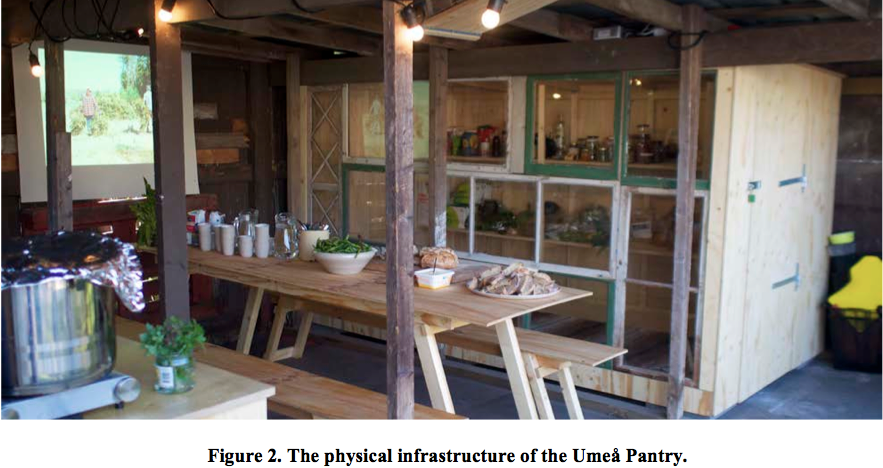 Figure 2. The physical infrastructure of the Umeå Pantry.